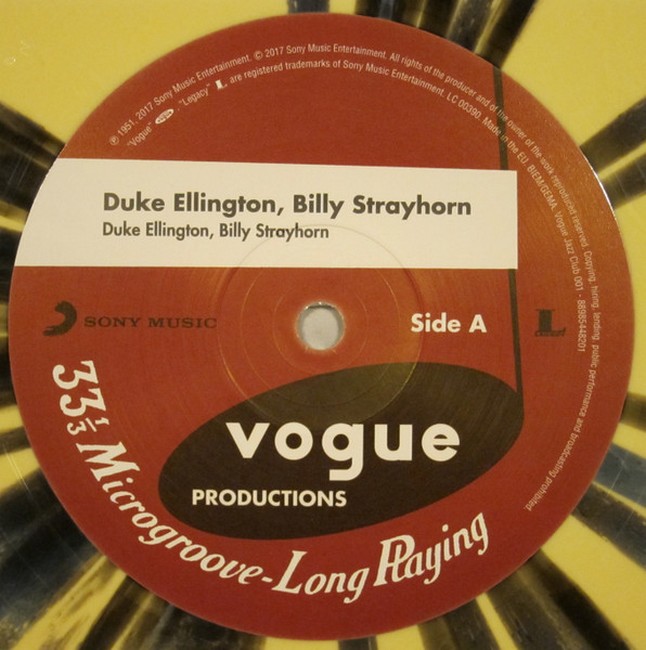 ℗ 1951, 2017 Sony Music Entertainment. © 2017 Sony Music Entertainment. All rights of the producer and of the owner of the work reproduced reserved. Copying, hiring, lending, public performance and broadcasting prohibited.
"Vogue" vogue "Legacy" L are registered trademarks of Sony Music Entertainment. LC 00390. Made in the EU. BIEM/GEMA. Vogue Jazz Club 001 - 88985448201
Duke Ellington, Billy Strayhorn
Duke Ellington, Billy Strayhorn
SONY MUSIC
Side A
L
LEGACY
vogue
PRODUCTIONS
33⅓ Microgroove-Long Playing